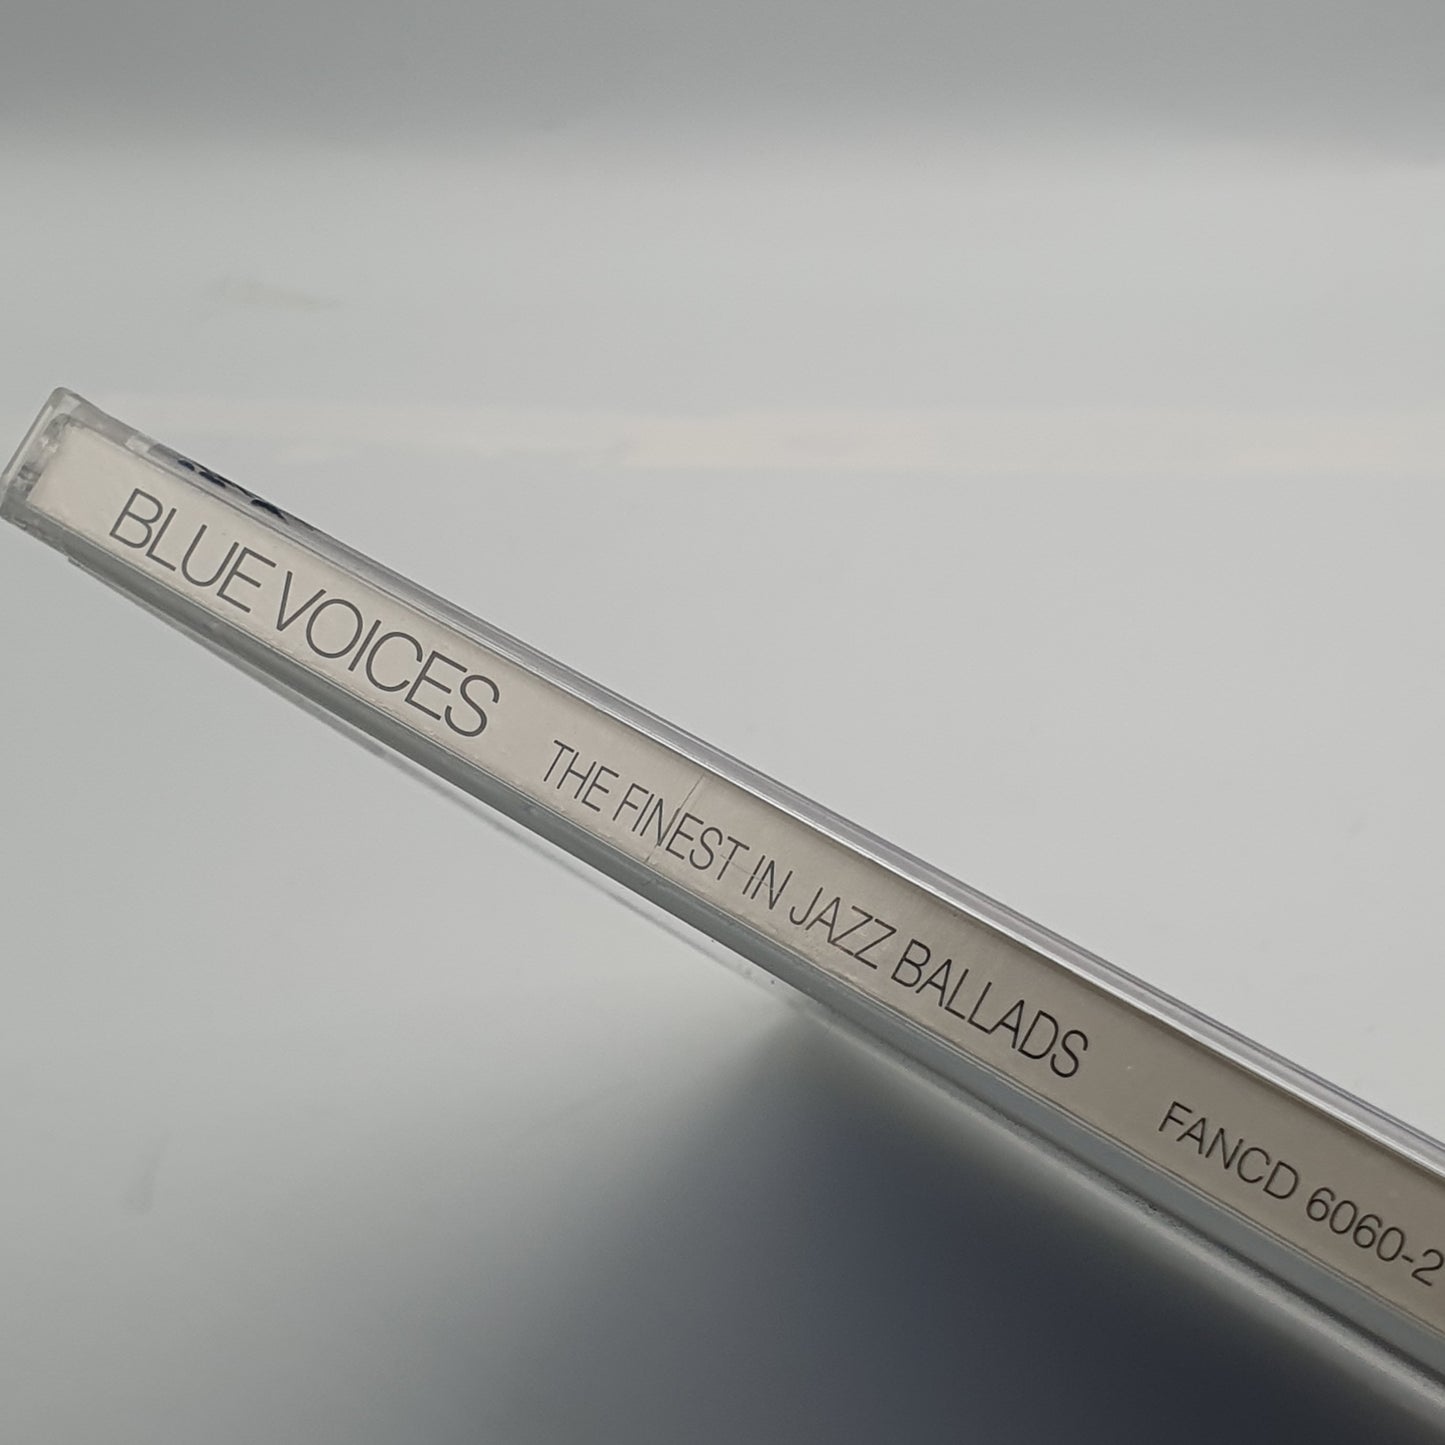 BLUE VOICES THE FINEST IN JAZZ BALLADS FANCD 6060-2